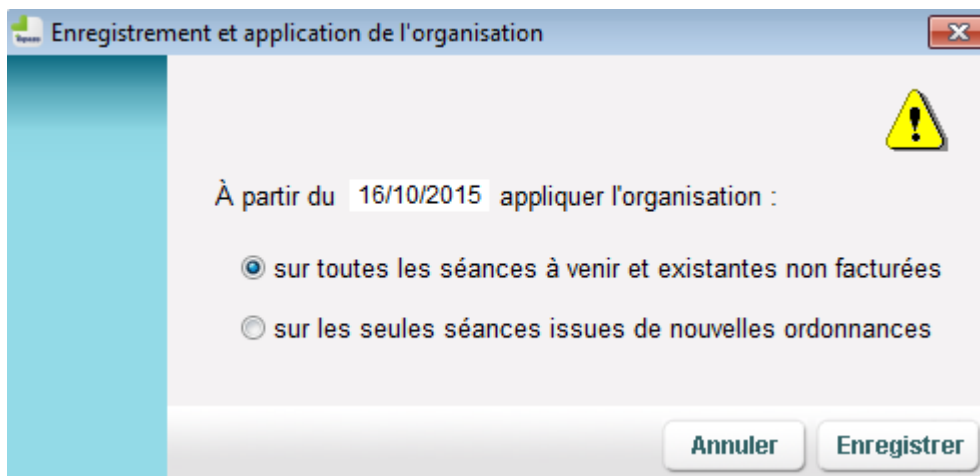 Enregistrement et application de l'organisation
À partir du 16/10/2015 appliquer l'organisation :
sur toutes les séances à venir et existantes non facturées
sur les seules séances issues de nouvelles ordonnances
Annuler Enregistrer